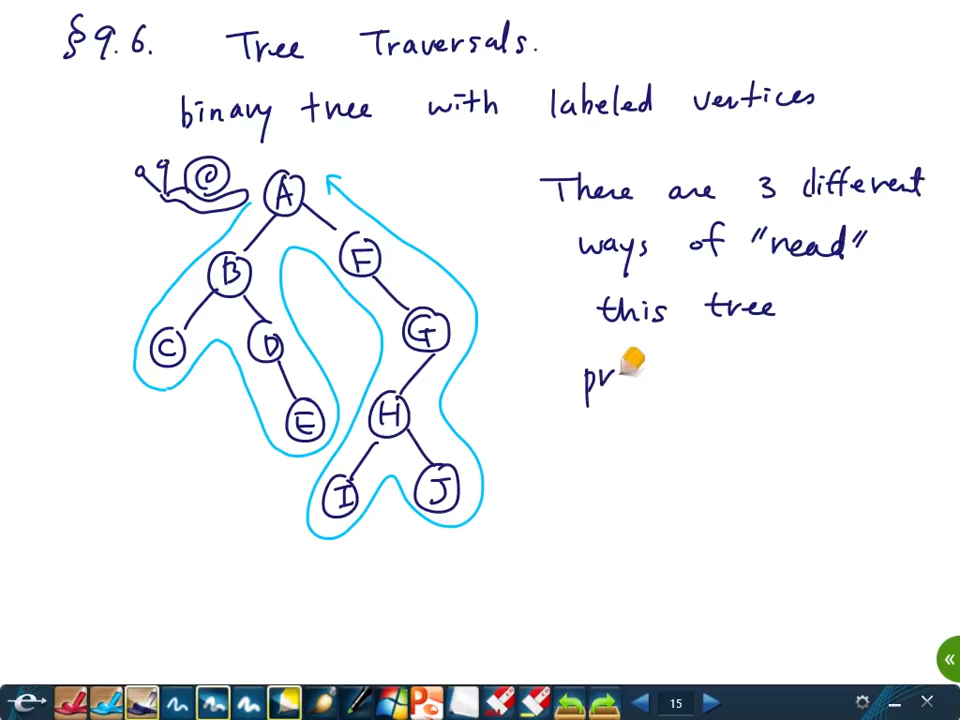 § 9.6. Tree Traversals.
binary tree with labeled vertices
There are 3 different
ways of "read"
this tree
pr
A
B
F
C
D
G
E
H
I
J
15